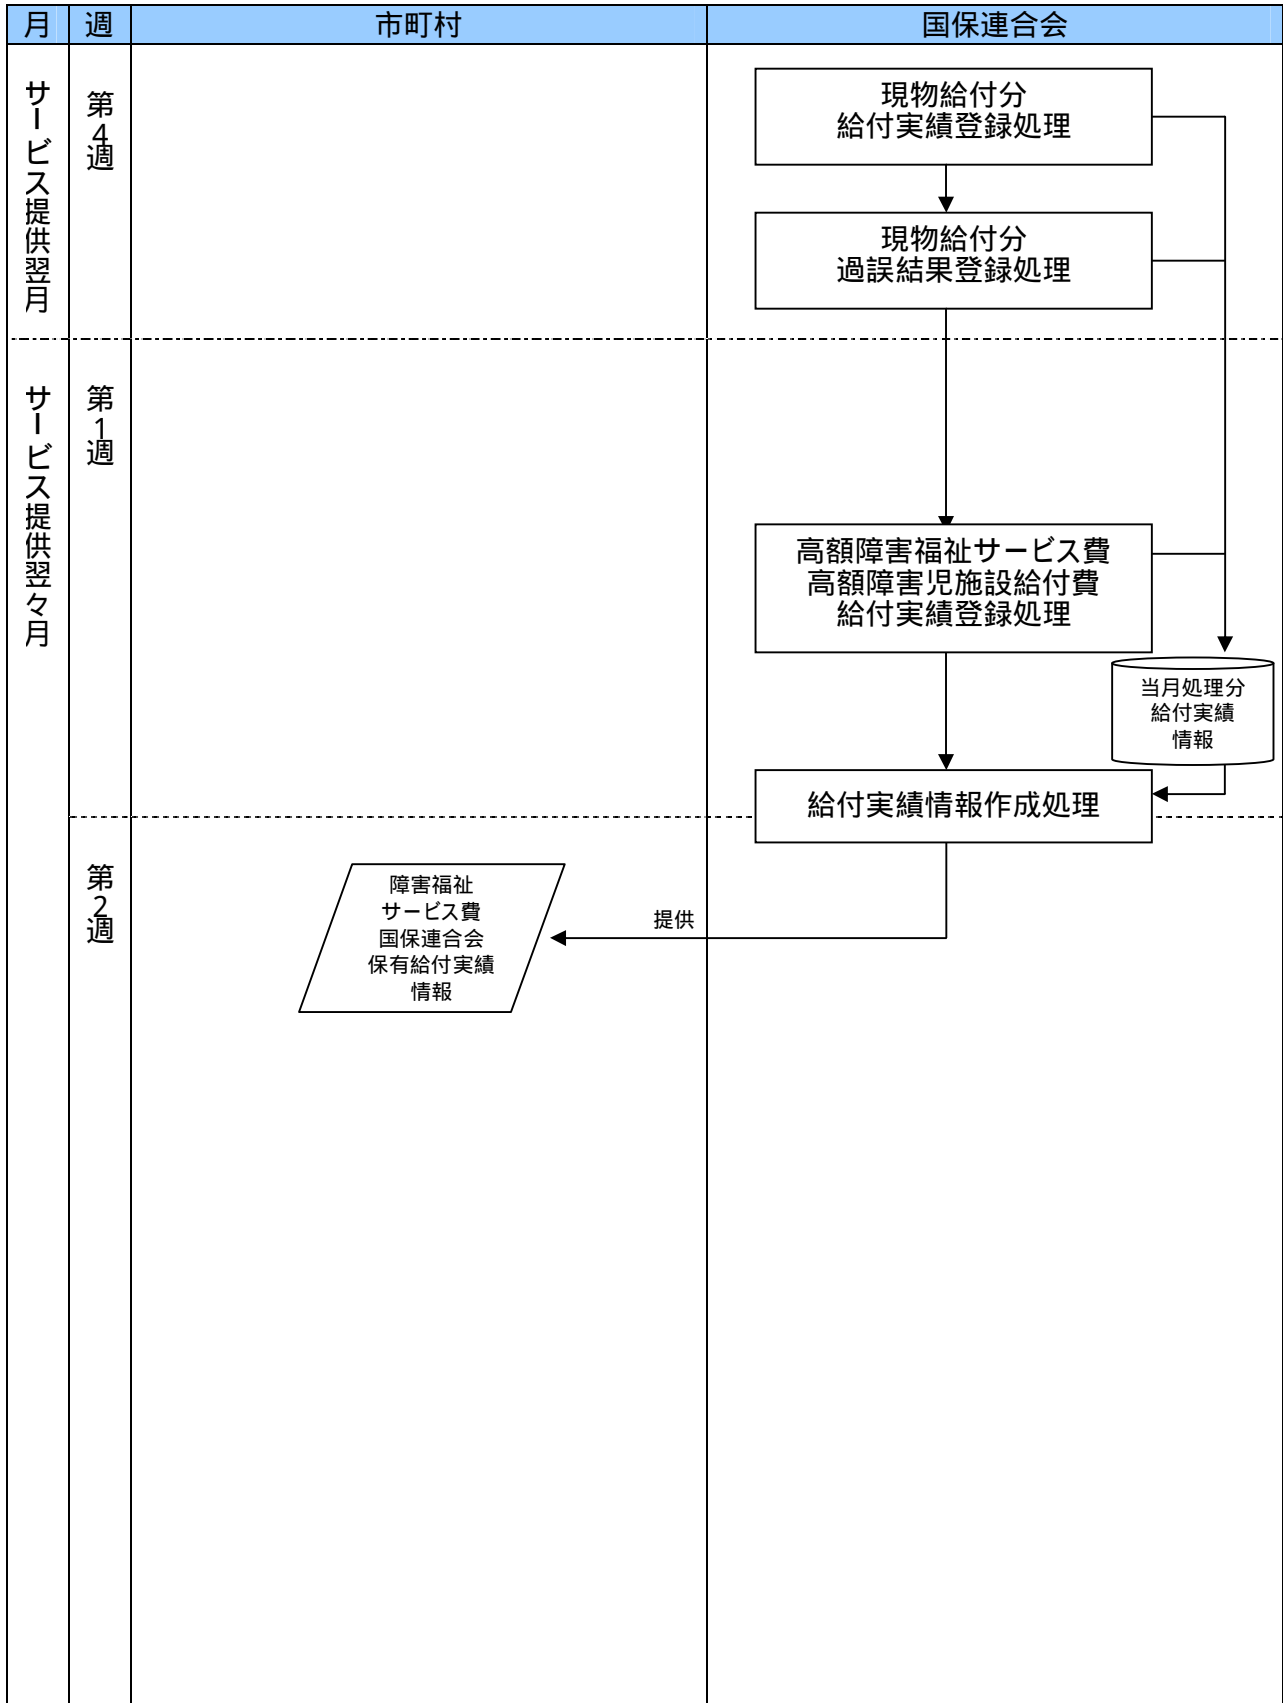 月 週 市町村 国保連合会
サービス提供翌月
第4週
現物給付分
給付実績登録処理
現物給付分
過誤結果登録処理
サービス提供翌々月
第1週
高額障害福祉サービス費
高額障害児施設給付費
給付実績登録処理
当月処理分
給付実績
情報
給付実績情報作成処理
第2週
障害福祉
サービス費
国保連合会
保有給付実績
情報
提供